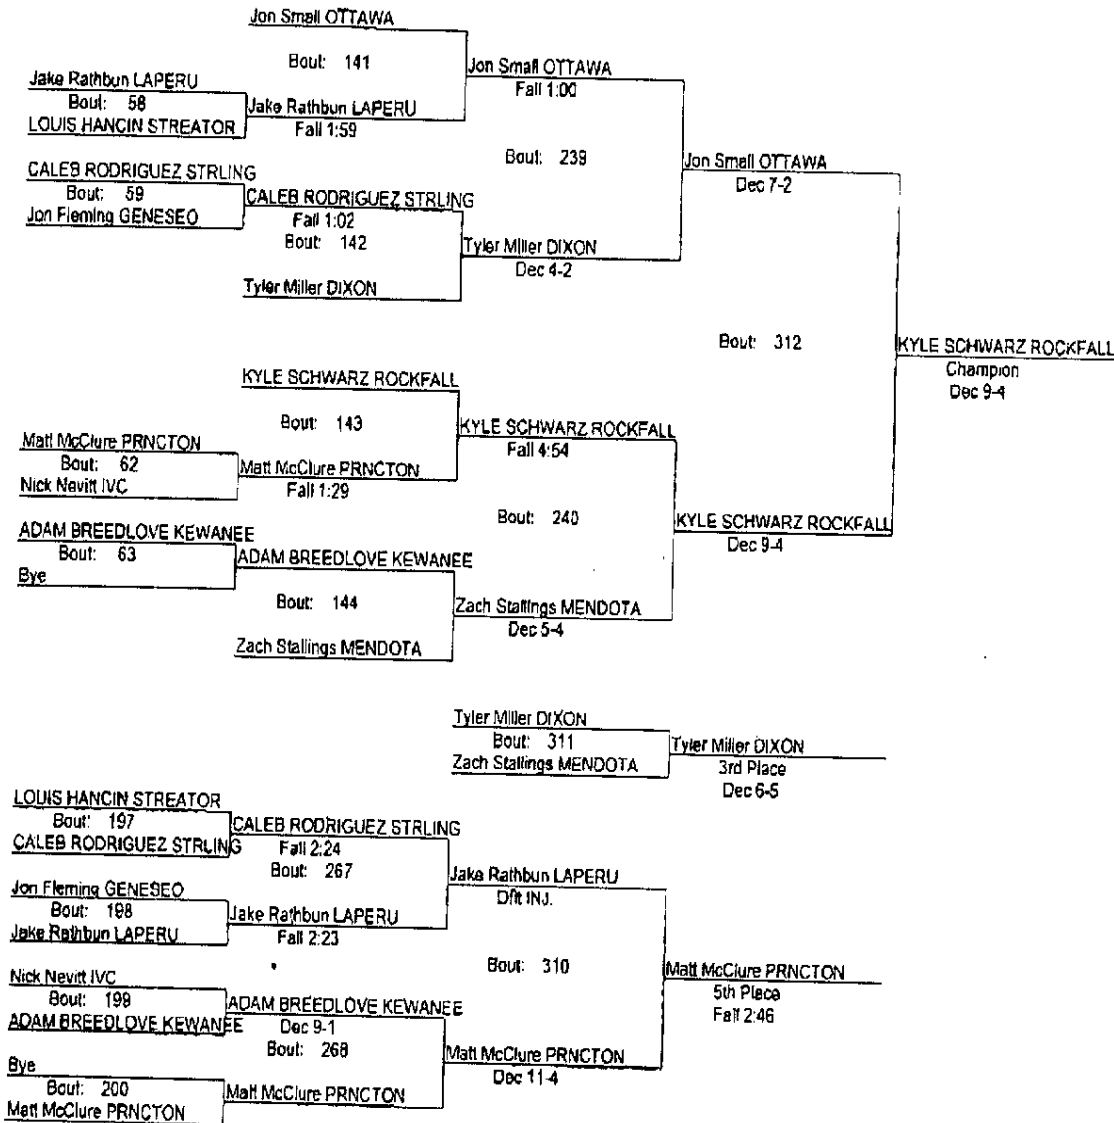 Jon Small OTTAWA
Bout: 141
Jon Small OTTAWA
Fall 1:00
Jake Rathbun LAPERU
Bout: 58
Jake Rathbun LAPERU
LOUIS HANCIN STREATOR
Fall 1:59
Bout: 239
Jon Small OTTAWA
Dec 7-2
CALEB RODRIGUEZ STRLING
Bout: 59
CALEB RODRIGUEZ STRLING
Jon Fleming GENESEO
Fall 1:02
Bout: 142
Tyler Miller DIXON
Dec 4-2
Tyler Miller DIXON
Bout: 312
KYLE SCHWARZ ROCKFALL
Champion
Dec 9-4
KYLE SCHWARZ ROCKFALL
Bout: 143
KYLE SCHWARZ ROCKFALL
Fall 4:54
Matt McClure PRNCTON
Bout: 62
Matt McClure PRNCTON
Nick Nevitt IVC
Fall 1:29
Bout: 240
KYLE SCHWARZ ROCKFALL
Dec 9-4
ADAM BREEDLOVE KEWANEE
Bout: 63
ADAM BREEDLOVE KEWANEE
Bye
Bout: 144
Zach Stallings MENDOTA
Dec 5-4
Zach Stallings MENDOTA
Tyler Miller DIXON
Bout: 311
Tyler Miller DIXON
Zach Stallings MENDOTA
3rd Place
Dec 6-5
LOUIS HANCIN STREATOR
Bout: 197
CALEB RODRIGUEZ STRLING
CALEB RODRIGUEZ STRLING
Fall 2:24
Bout: 267
Jake Rathbun LAPERU
Dflt INJ.
Jon Fleming GENESEO
Bout: 198
Jake Rathbun LAPERU
Jake Rathbun LAPERU
Fall 2:23
Bout: 310
Matt McClure PRNCTON
5th Place
Fall 2:46
Nick Nevitt IVC
Bout: 199
ADAM BREEDLOVE KEWANEE
ADAM BREEDLOVE KEWANEE
Dec 9-1
Bout: 268
Matt McClure PRNCTON
Dec 11-4
Bye
Bout: 200
Matt McClure PRNCTON
Matt McClure PRNCTON